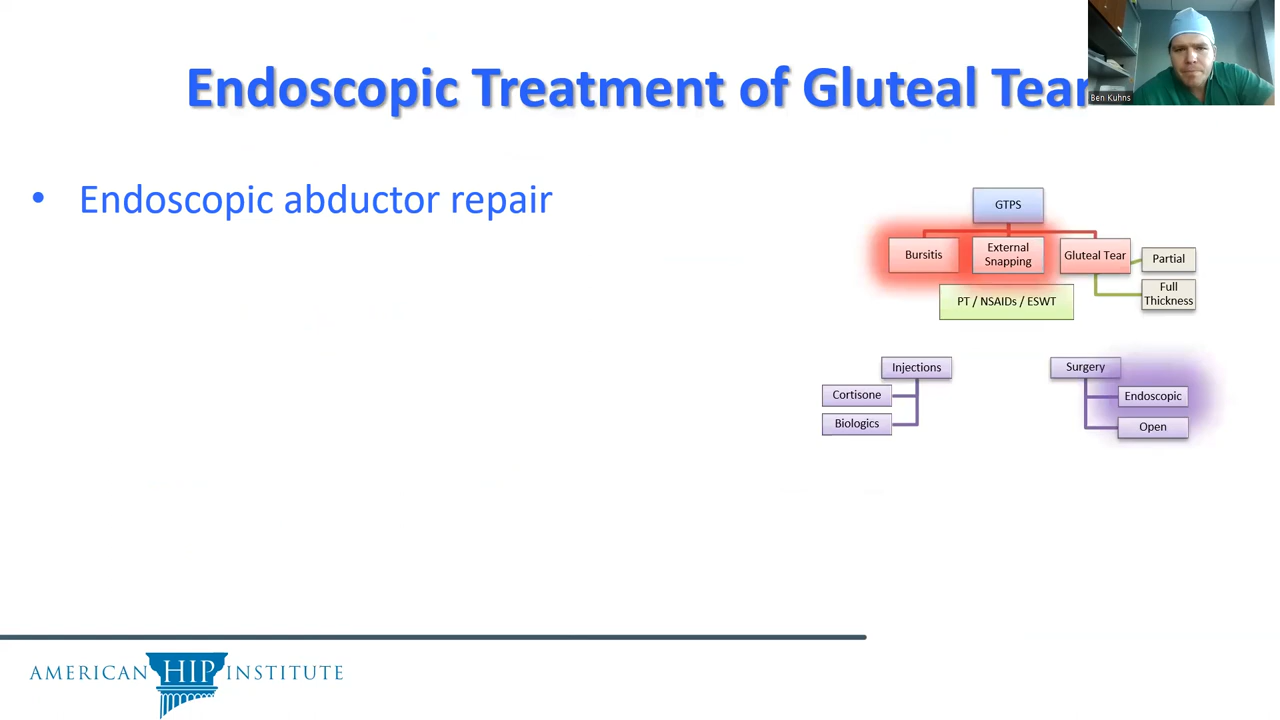 Endoscopic Treatment of Gluteal Tear
Ben Kuhns
• Endoscopic abductor repair
GTPS
Bursitis
External
Snapping
Gluteal Tear
Partial
Full
Thickness
PT / NSAIDs / ESWT
Injections
Cortisone
Biologics
Surgery
Endoscopic
Open
AMERICAN HIP INSTITUTE